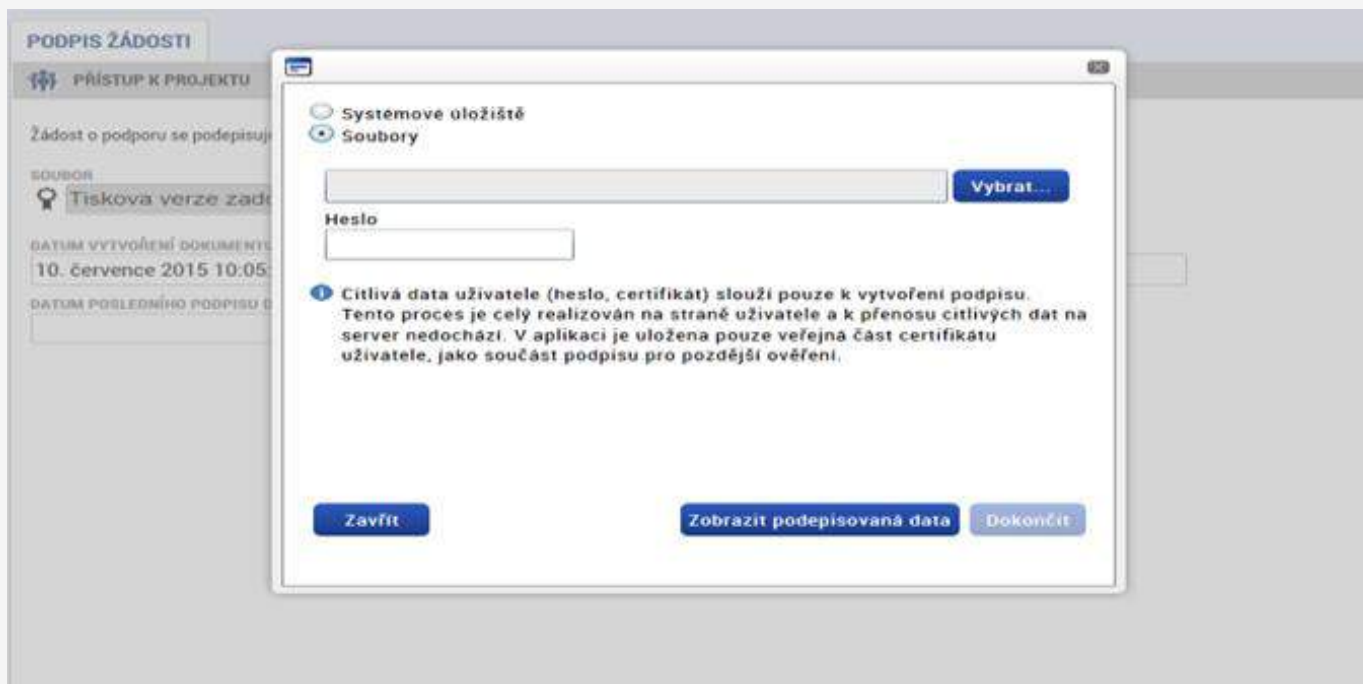 PODPIS ŽÁDOSTI
PŘÍSTUP K PROJEKTU
Žádost o podporu se podepisuj
SOUBOR
Tiskova verze zado
DATUM VYTVOŘENÍ DOKUMENTU
10. července 2015 10:05:
DATUM POSLEDNÍHO PODPISU D
Systémové úložiště
Soubory
Vybrat...
Heslo
Citlivá data uživatele (heslo, certifikát) slouží pouze k vytvoření podpisu.
Tento proces je celý realizován na straně uživatele a k přenosu citlivých dat na
server nedochází. V aplikaci je uložena pouze veřejná část certifikátu
uživatele, jako součást podpisu pro pozdější ověření.
Zavřít
Zobrazit podepisovaná data
Dokončit